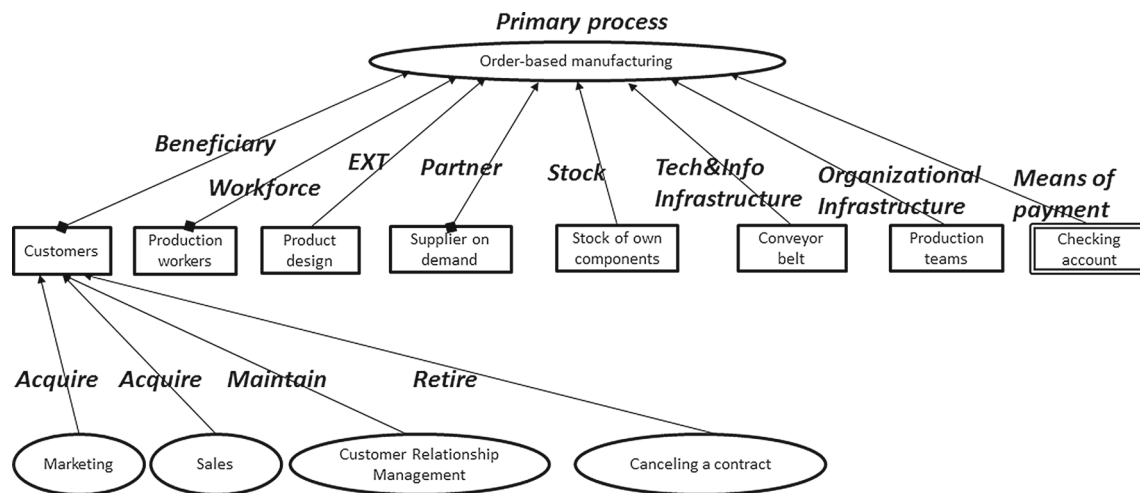 Primary process
Order-based manufacturing
Beneficiary
Workforce
EXT
Partner
Stock
Tech&Info
Infrastructure
Organizational
Infrastructure
Means of
payment
Customers
Production
workers
Product
design
Supplier on
demand
Stock of own
components
Conveyor
belt
Production
teams
Checking
account
Acquire
Acquire
Maintain
Retire
Marketing
Sales
Customer Relationship
Management
Canceling a contract